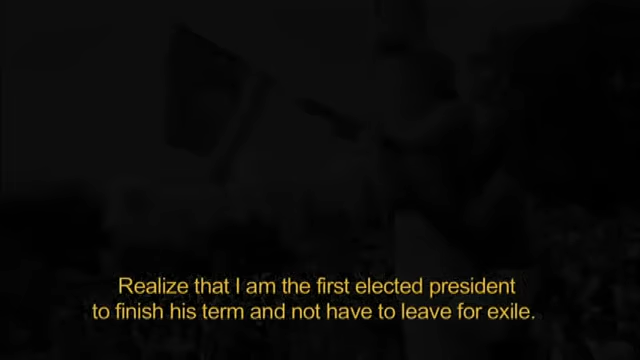 Realize that I am the first elected president
to finish his term and not have to leave for exile.